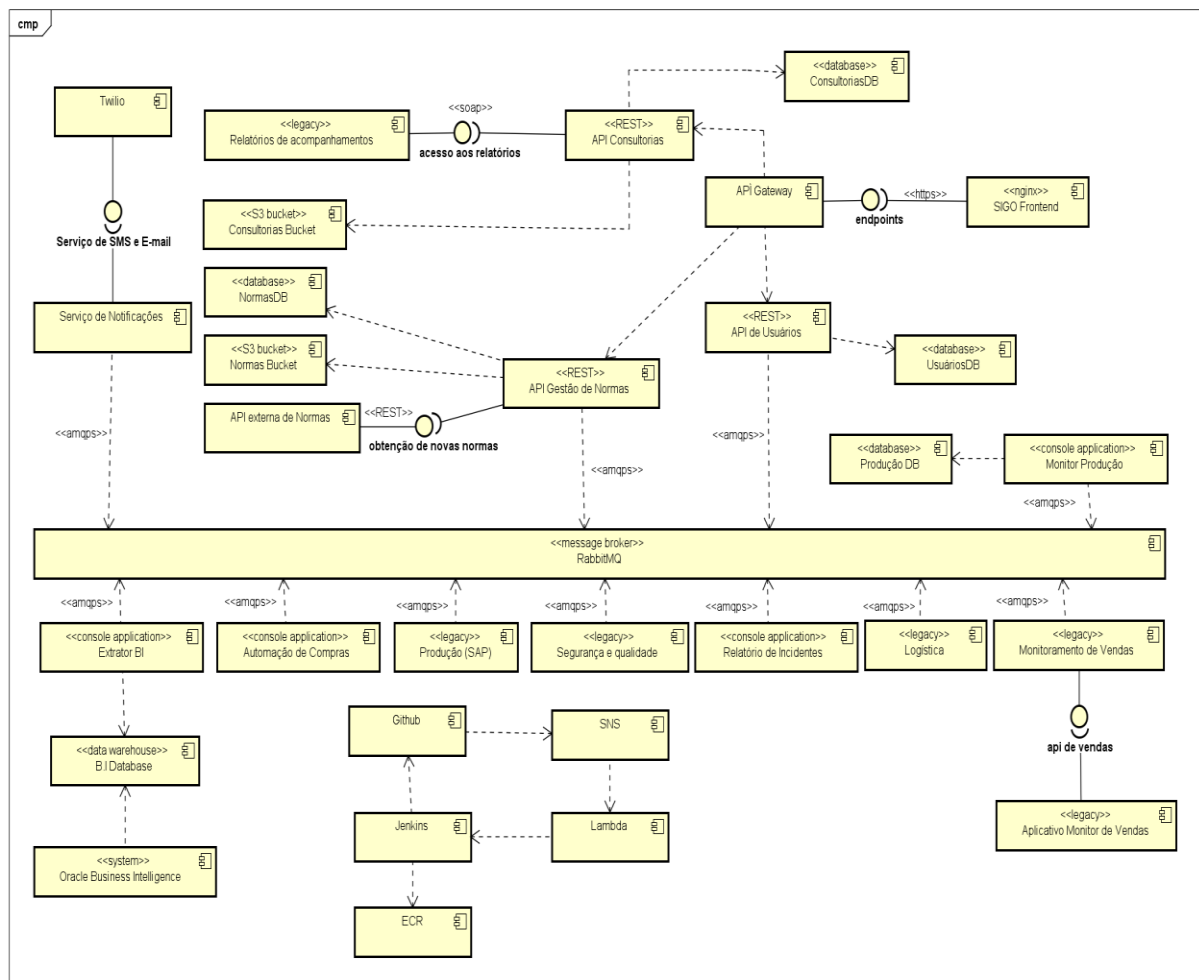 cmp
<<database>>
ConsultoriasDB
Twilio
<<soap>>
<<legacy>>
Relatórios de acompanhamentos
acesso aos relatórios
<<REST>>
API Consultorias
APÌ Gateway
<<https>>
endpoints
<<nginx>>
SIGO Frontend
<<S3 bucket>>
Consultorias Bucket
Serviço de SMS e E-mail
<<database>>
NormasDB
Serviço de Notificações
<<REST>>
API de Usuários
<<S3 bucket>>
Normas Bucket
<<database>>
UsuáriosDB
<<REST>>
API Gestão de Normas
API externa de Normas
<<REST>>
obtenção de novas normas
<<amqps>>
<<amqps>>
<<database>>
Produção DB
<<console application>>
Monitor Produção
<<amqps>>
<<amqps>>
<<message broker>>
RabbitMQ
<<amqps>>
<<amqps>>
<<amqps>>
<<amqps>>
<<amqps>>
<<amqps>>
<<amqps>>
<<console application>>
Extrator BI
<<console application>>
Automação de Compras
<<legacy>>
Produção (SAP)
<<legacy>>
Segurança e qualidade
<<console application>>
Relatório de Incidentes
<<legacy>>
Logística
<<legacy>>
Monitoramento de Vendas
Github
SNS
<<data warehouse>>
B.I Database
api de vendas
Jenkins
Lambda
<<legacy>>
Aplicativo Monitor de Vendas
<<system>>
Oracle Business Intelligence
ECR